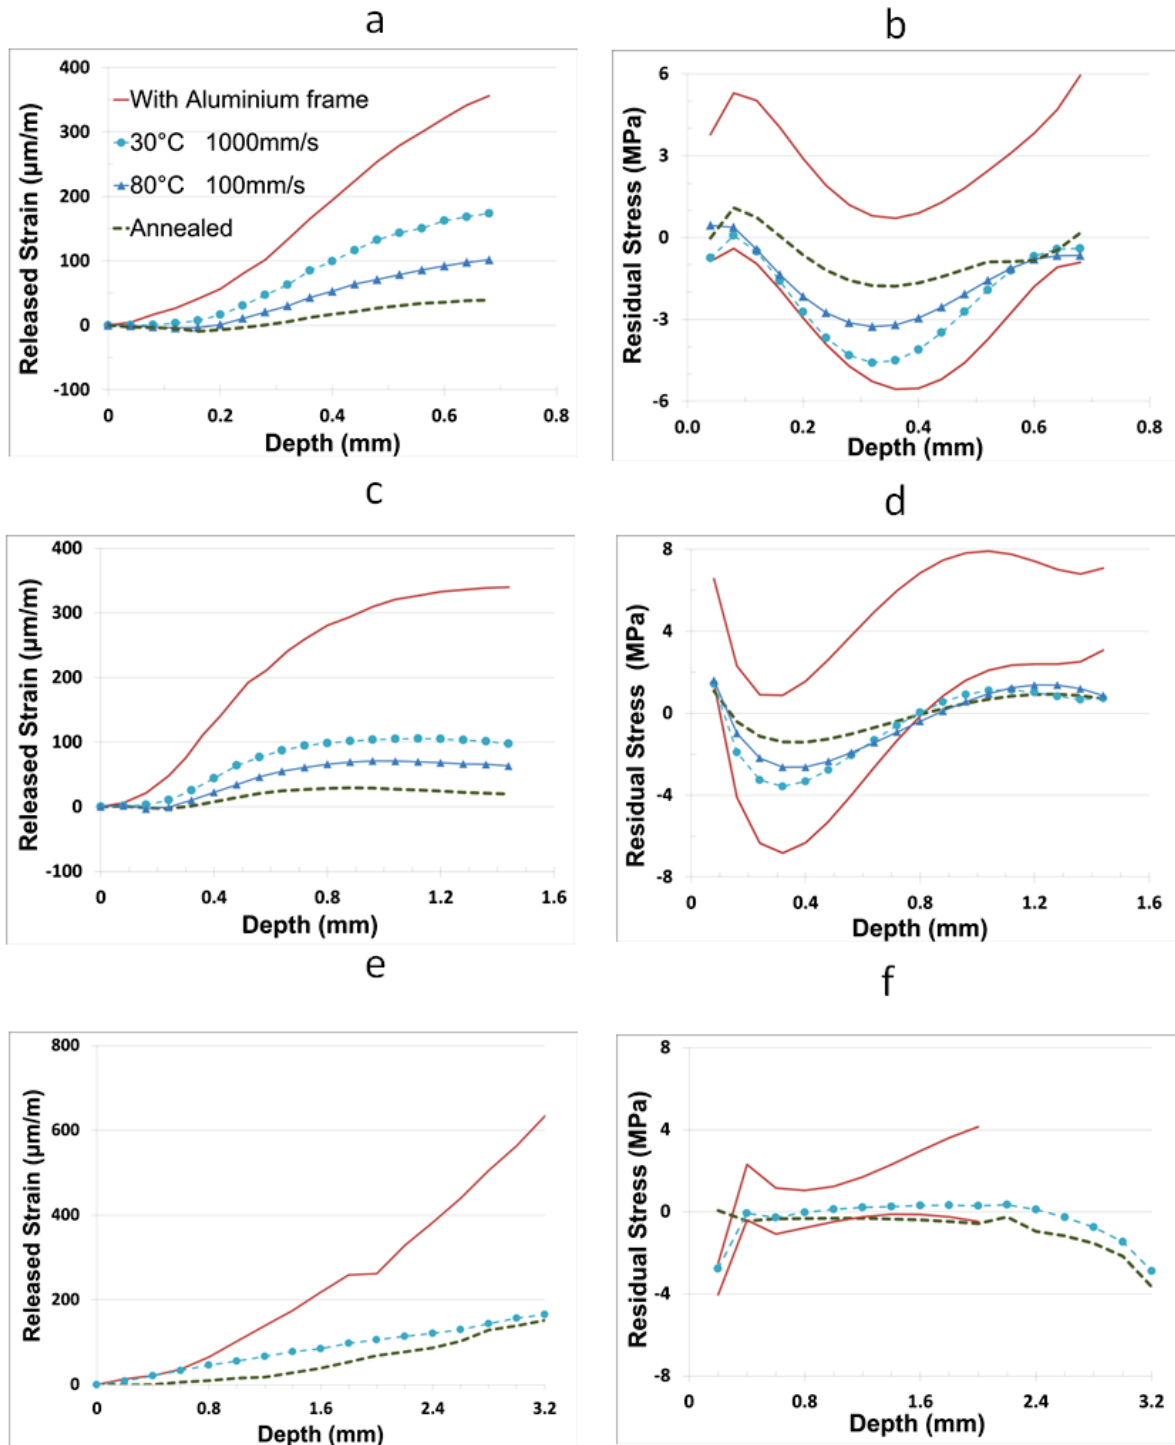 a
400
300
200
100
0
-100
Released Strain (μm/m)
With Aluminium frame
30°C 1000mm/s
80°C 100mm/s
Annealed
0
0.2
0.4
0.6
0.8
Depth (mm)
b
6
3
0
-3
-6
Residual Stress (MPa)
0.0
0.2
0.4
0.6
0.8
Depth (mm)
c
400
300
200
100
0
-100
Released Strain (μm/m)
0
0.4
0.8
1.2
1.6
Depth (mm)
d
8
4
0
-4
-8
Residual Stress (MPa)
0
0.4
0.8
1.2
1.6
Depth (mm)
e
800
600
400
200
0
Released Strain (μm/m)
0
0.8
1.6
2.4
3.2
Depth (mm)
f
8
4
0
-4
-8
Residual Stress (MPa)
0
0.8
1.6
2.4
3.2
Depth (mm)